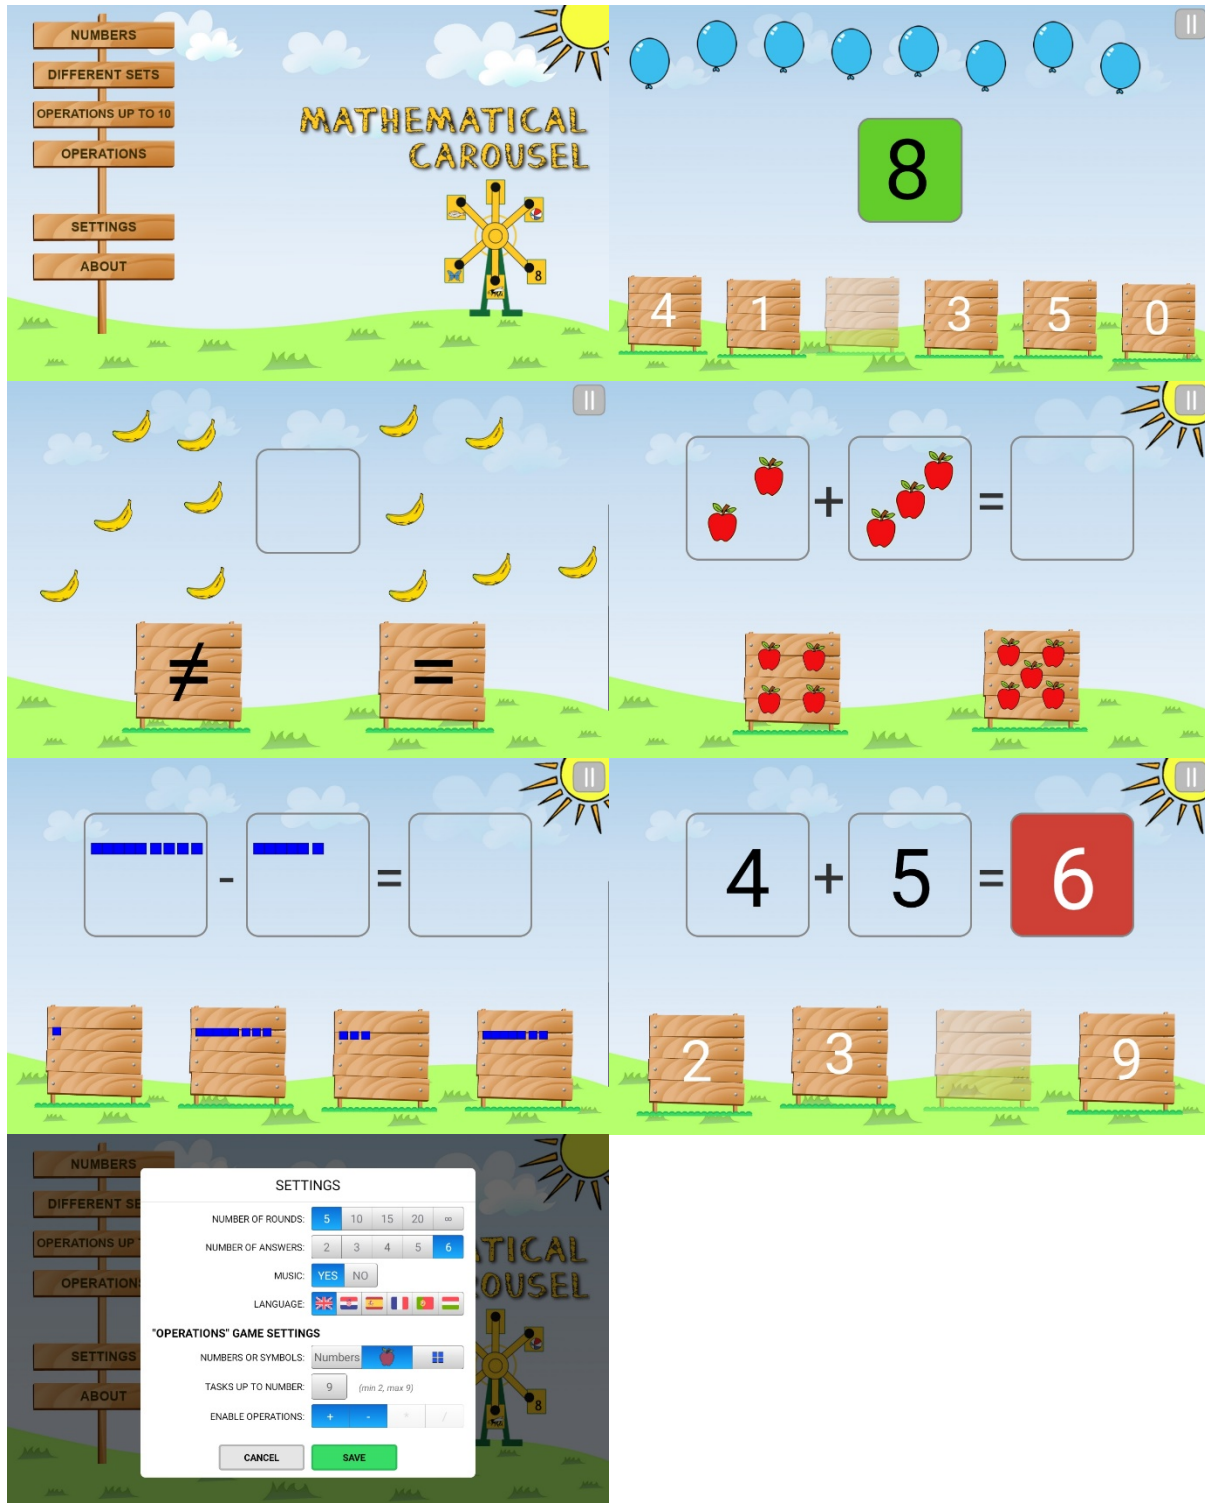 NUMBERS
DIFFERENT SETS
OPERATIONS UP TO 10
OPERATIONS
SETTINGS
ABOUT
MATHEMATICAL
CAROUSEL
8
8
4 1 3 5 0
≠ =
+ =
- =
4 + 5 = 6
2 3 9
NUMBERS
DIFFERENT SE
OPERATIONS UP
OPERATION
SETTINGS
ABOUT
ATICAL
OUSEL
8
SETTINGS
NUMBER OF ROUNDS: 5 10 15 20 ∞
NUMBER OF ANSWERS: 2 3 4 5 6
MUSIC: YES NO
LANGUAGE:
"OPERATIONS" GAME SETTINGS
NUMBERS OR SYMBOLS: Numbers
TASKS UP TO NUMBER: 9 (min 2, max 9)
ENABLE OPERATIONS: + - * /
CANCEL SAVE